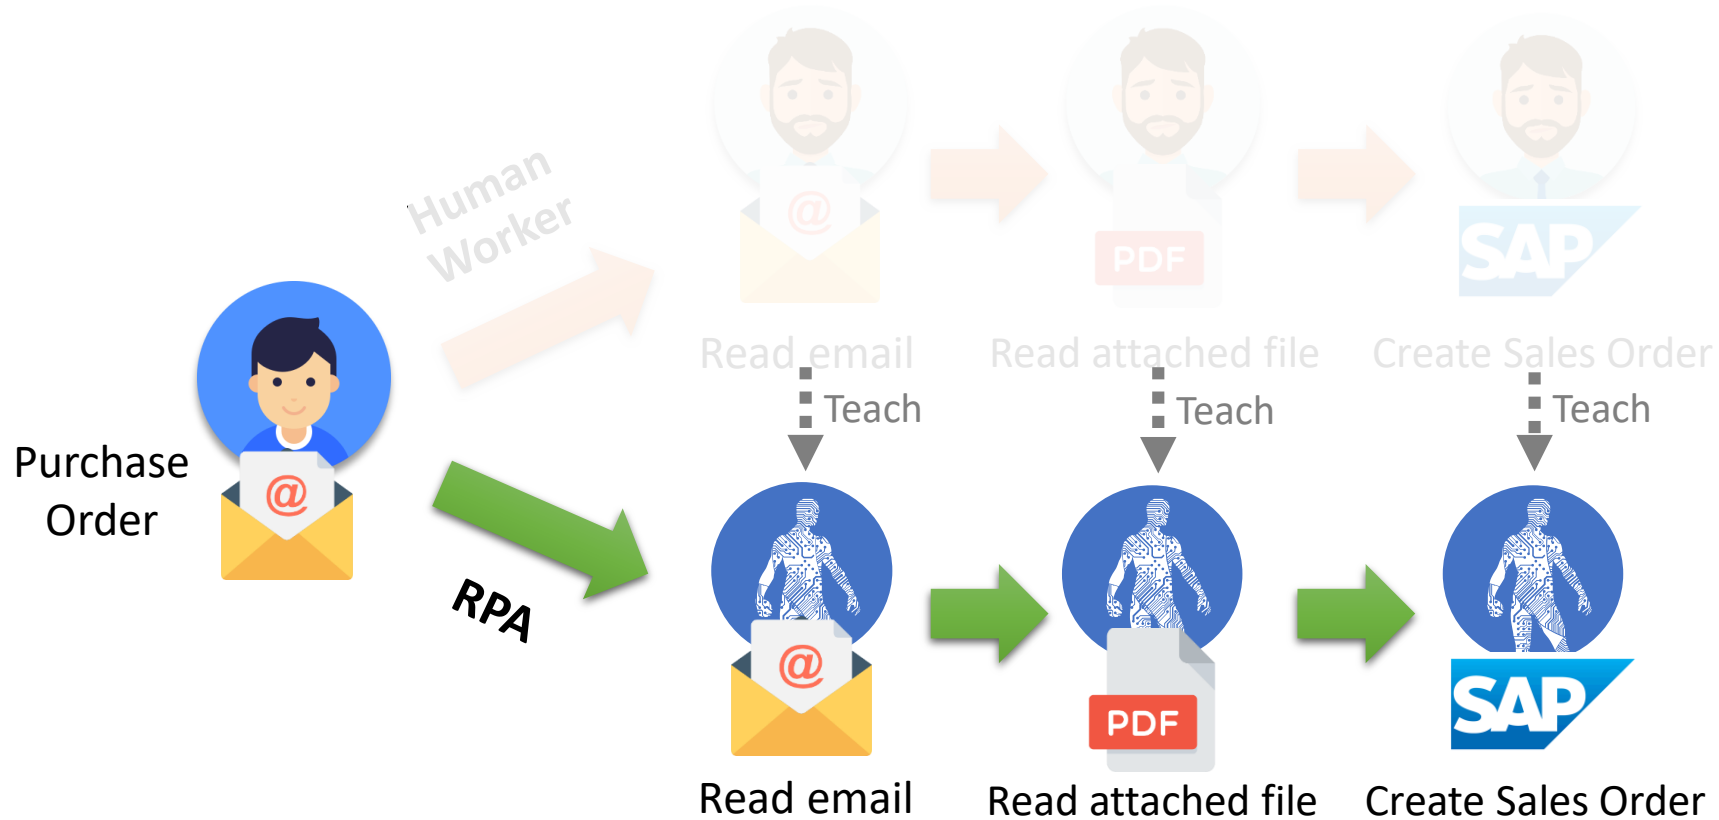 Human
Worker
@
PDF
SAP
Read email
Read attached file
Create Sales Order
Teach
Teach
Teach
Purchase
Order
@
RPA
@
PDF
SAP
Read email
Read attached file
Create Sales Order